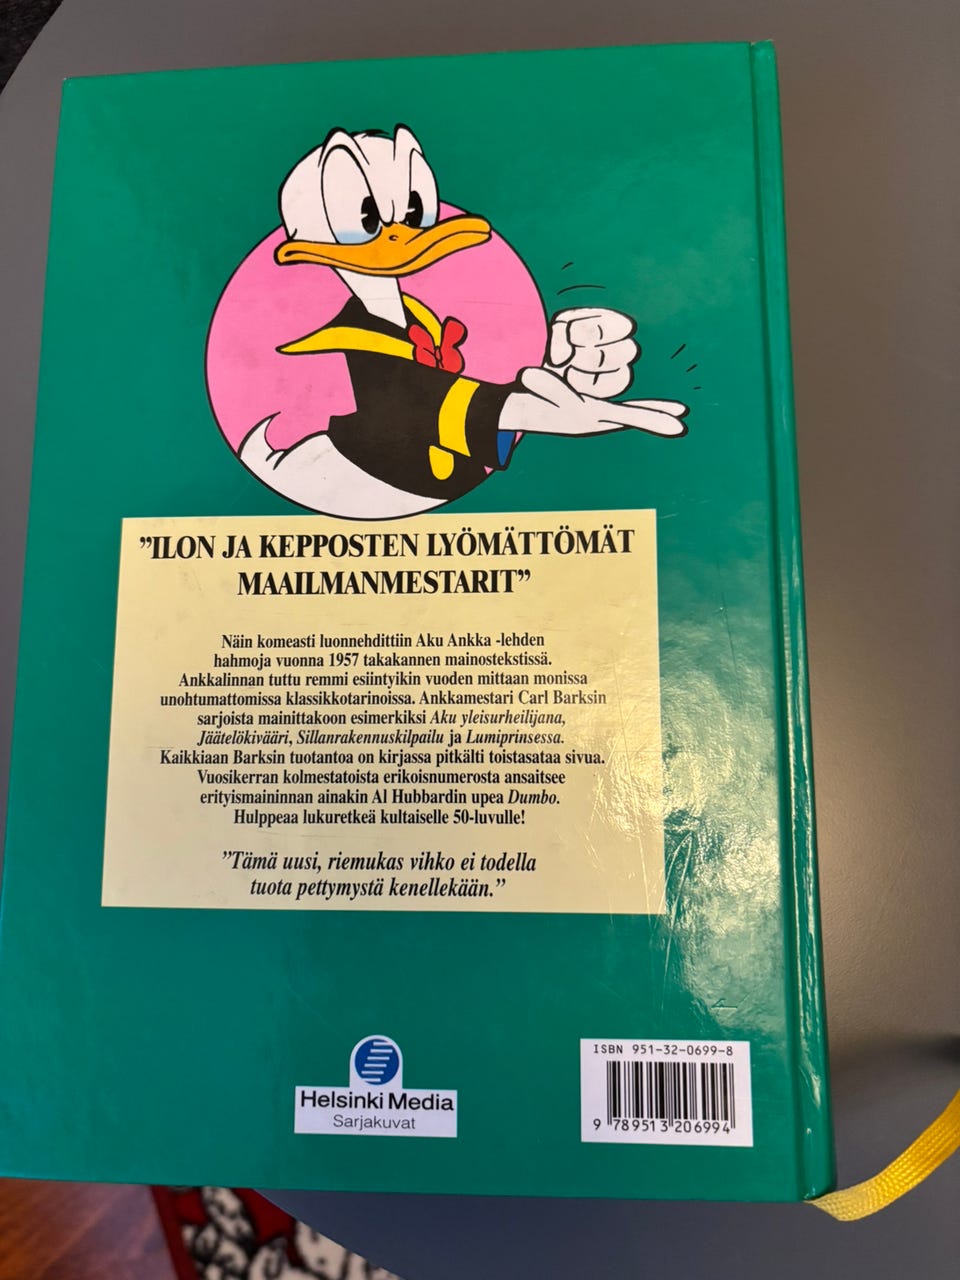 ”ILON JA KEPPOSTEN LYÖMÄTTÖMÄT
MAAILMANMESTARIT”
Näin komeasti luonnehdittiin Aku Ankka -lehden
hahmoja vuonna 1957 takakannen mainostekstissä.
Ankkalinnan tuttu remmi esiintyikin vuoden mittaan monissa
unohtumattomissa klassikkotarinoissa. Ankkamestari Carl Barksin
sarjoista mainittakoon esimerkiksi Aku yleisurheilijana,
Jäätelökivääri, Sillanrakennuskilpailu ja Lumiprinsessa.
Kaikkiaan Barksin tuotantoa on kirjassa pitkälti toistasataa sivua.
Vuosikerran kolmestatoista erikoisnumerosta ansaitsee
erityismaininnan ainakin Al Hubbardin upea Dumbo.
Hulppeaa lukuretkeä kultaiselle 50-luvulle!
”Tämä uusi, riemukas vihko ei todella
tuota pettymystä kenellekään.”
Helsinki Media
Sarjakuvat
ISBN 951-32-0699-8
9 789513 206994